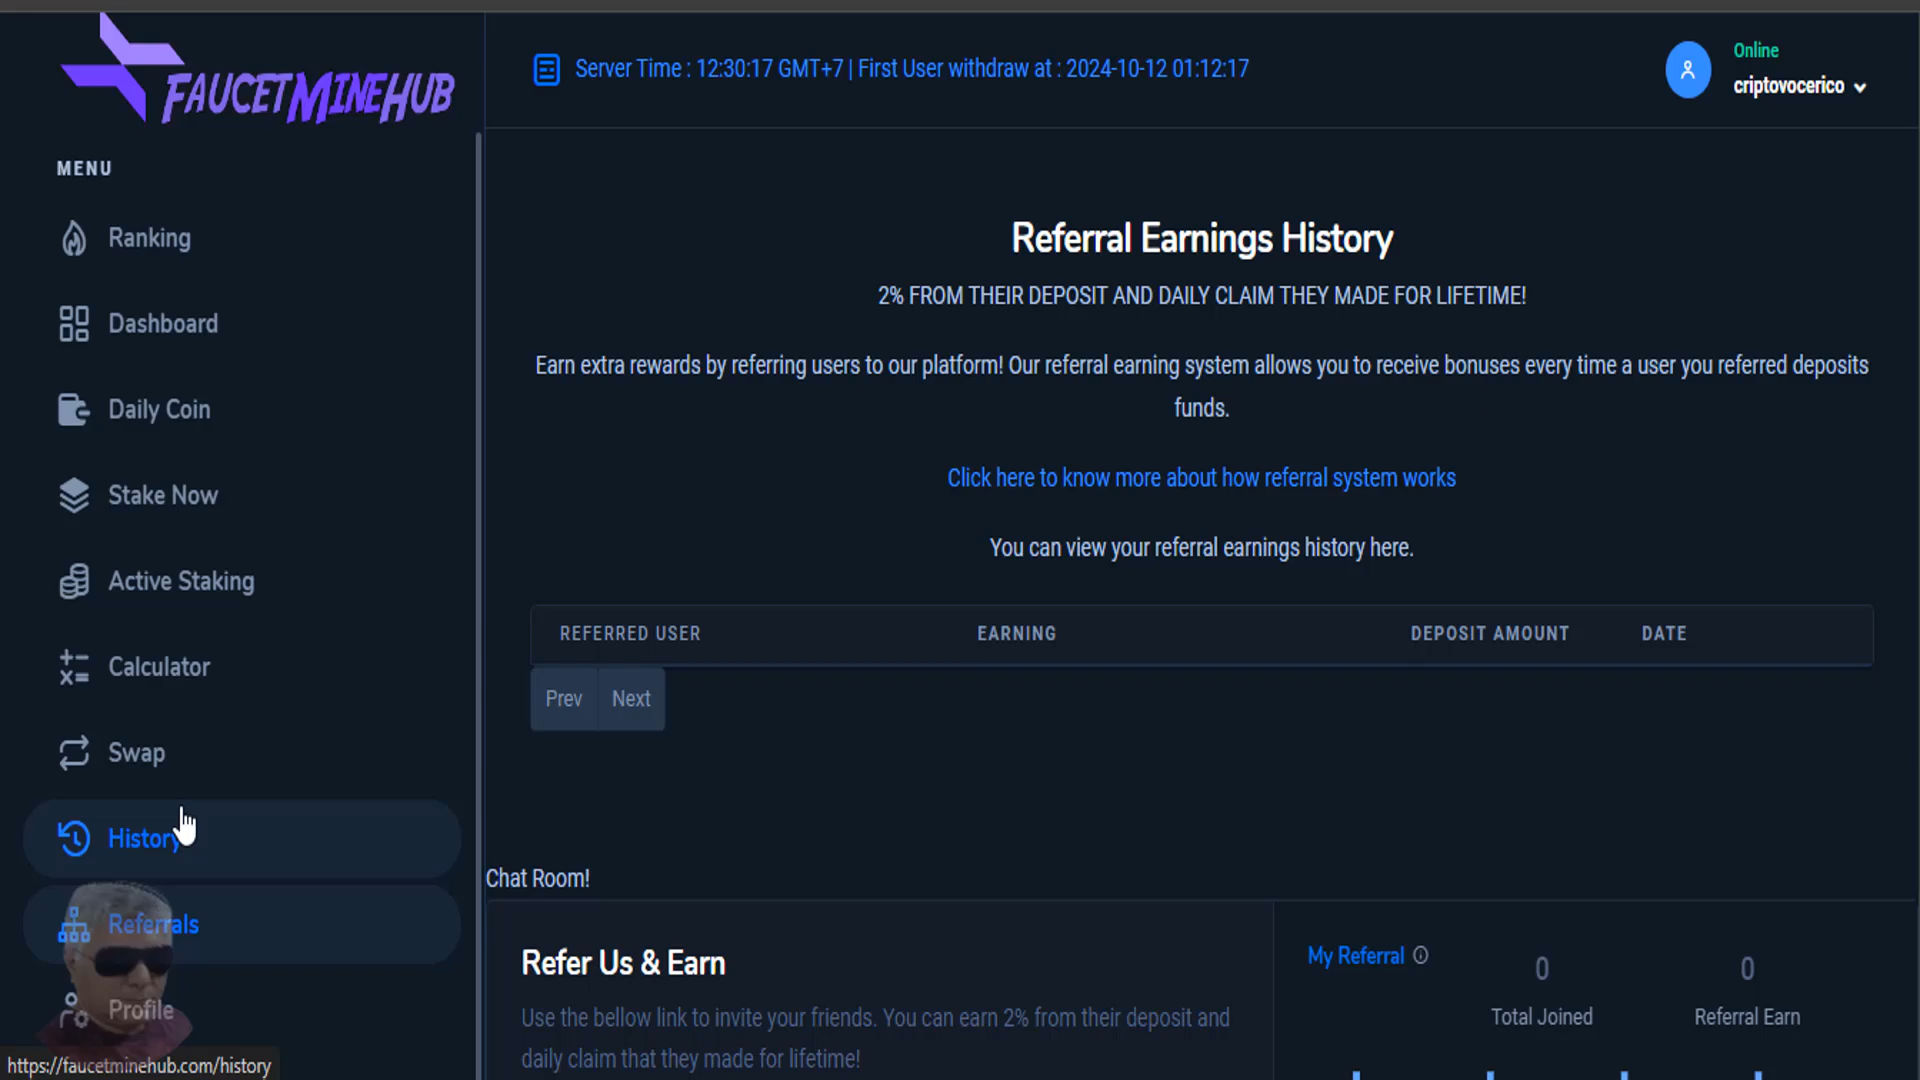 FAUCETMINEHUB
Server Time : 12:30:17 GMT+7 | First User withdraw at : 2024-10-12 01:12:17
Online
criptovocerico
MENU
Ranking
Dashboard
Daily Coin
Stake Now
Active Staking
Calculator
Swap
History
Referrals
Profile
https://faucetminehub.com/history
Referral Earnings History
2% FROM THEIR DEPOSIT AND DAILY CLAIM THEY MADE FOR LIFETIME!
Earn extra rewards by referring users to our platform! Our referral earning system allows you to receive bonuses every time a user you referred deposits
funds.
Click here to know more about how referral system works
You can view your referral earnings history here.
REFERRED USER EARNING DEPOSIT AMOUNT DATE
Prev Next
Chat Room!
Refer Us & Earn
Use the bellow link to invite your friends. You can earn 2% from their deposit and
daily claim that they made for lifetime!
My Referral
0 0
Total Joined Referral Earn